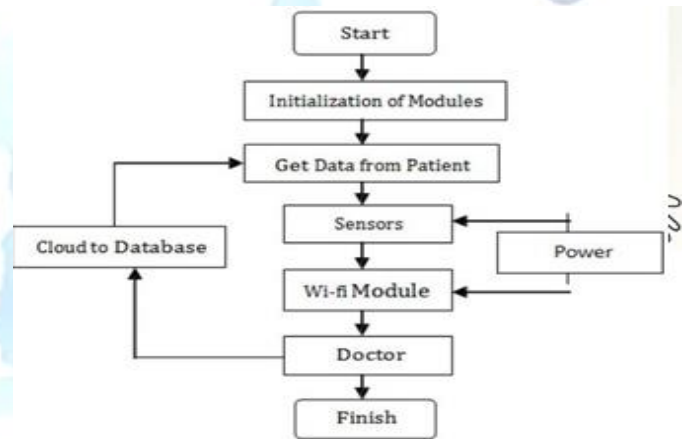 Start
Initialization of Modules
Get Data from Patient
Sensors
Cloud to Database
Power
Wi-fi Module
Doctor
Finish